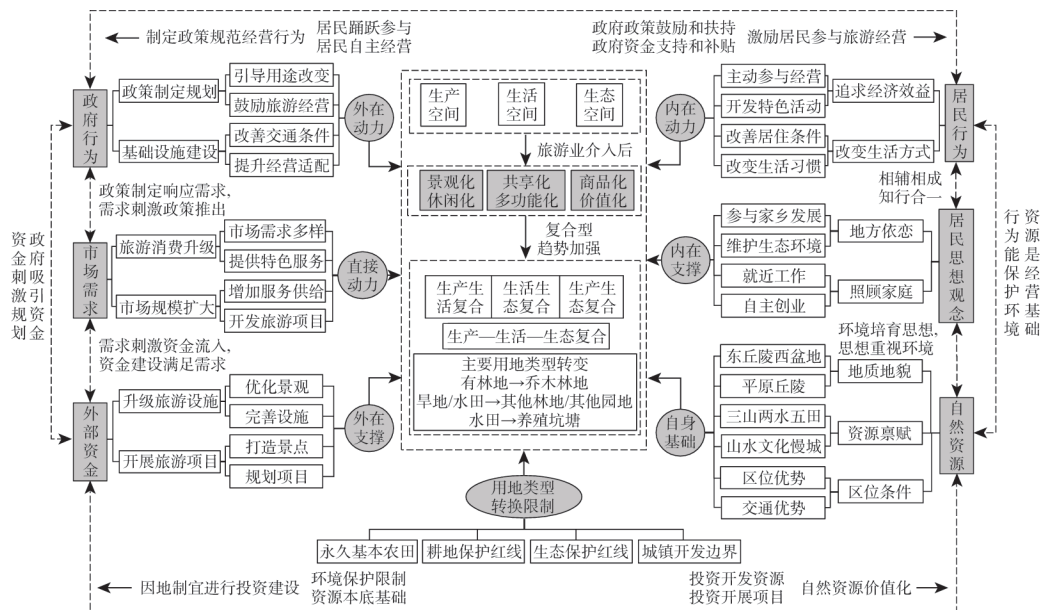 制定政策规范经营行为
居民踊跃参与
居民自主经营
政府政策鼓励和扶持
政府资金支持和补贴
激励居民参与旅游经营
政府行为
政策制定规划
引导用途改变
鼓励旅游经营
基础设施建设
改善交通条件
提升经营适配
外在
动力
政策制定响应需求,
需求刺激政策推出
市场需求
旅游消费升级
市场需求多样
提供特色服务
市场规模扩大
增加服务供给
开发旅游项目
直接
动力
需求刺激资金流入,
资金建设满足需求
外部资金
升级旅游设施
优化景观
完善设施
开展旅游项目
打造景点
规划项目
外在
支撑
政府吸引资金
资金刺激规划
生产
空间
生活
空间
生态
空间
旅游业介入后
景观化
休闲化
共享化
多功能化
商品化
价值化
复合型
趋势加强
生产生
活复合
生活生
态复合
生产生
态复合
生产—生活—生态复合
主要用地类型转变
有林地→乔木林地
旱地/水田→其他林地/其他园地
水田→养殖坑塘
用地类型
转换限制
永久基本农田
耕地保护红线
生态保护红线
城镇开发边界
内在
动力
主动参与经营
开发特色活动
追求经济效益
改善居住条件
改变生活习惯
改变生活方式
居民行为
相辅相成
知行合一
内在
支撑
参与家乡发展
维护生态环境
地方依恋
就近工作
自主创业
照顾家庭
居民思想观念
环境培育思想,
思想重视环境
自身
基础
东丘陵西盆地
平原丘陵
地质地貌
三山两水五田
山水文化慢城
资源禀赋
区位优势
交通优势
区位条件
自然资源
资源是经营基础
行为能保护环境
因地制宜进行投资建设
环境保护限制
资源本底基础
投资开发资源
投资开展项目
自然资源价值化